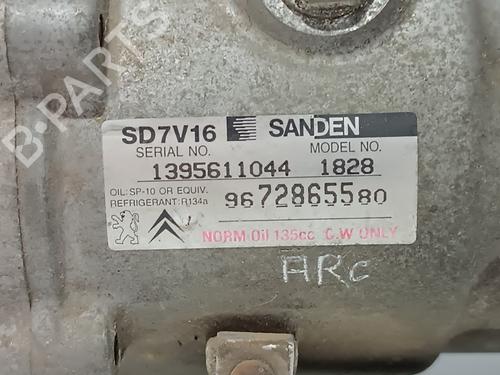 B-PARTS
SD7V16 SANDEN
SERIAL NO. MODEL NO.
1395611044 1828
OIL: SP-10 OR EQUIV.
REFRIGERANT: R134a
9672865580
NORM-Oil 135cc C.W ONLY
ARC